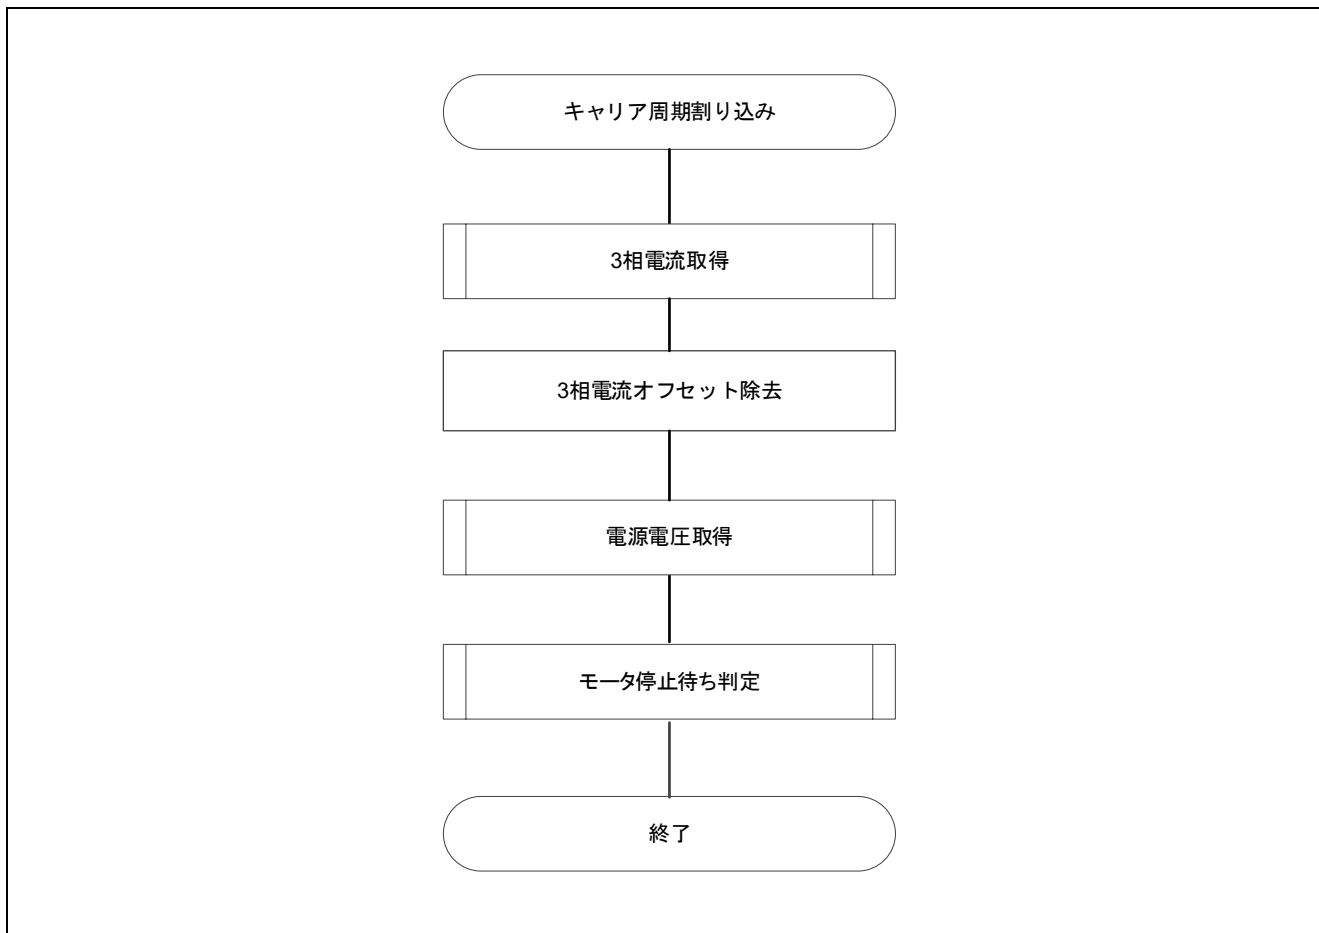 キャリア周期割り込み
3相電流取得
3相電流オフセット除去
電源電圧取得
モータ停止待ち判定
終了